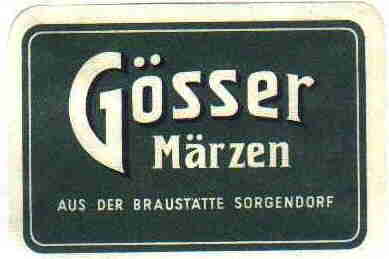 Gösser
Märzen
AUS DER BRAUSTATTE SORGENDORF